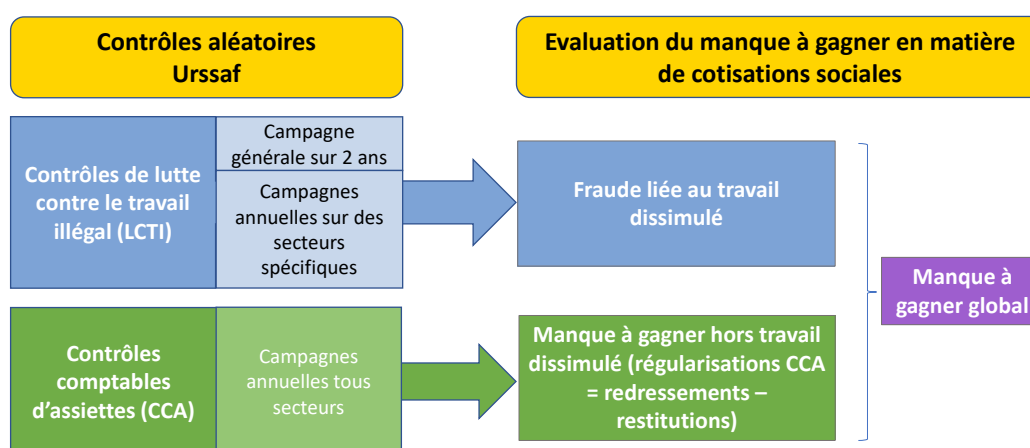 Contrôles aléatoires
Urssaf
Evaluation du manque à gagner en matière
de cotisations sociales
Contrôles de lutte
contre le travail
illégal (LCTI)
Campagne
générale sur 2 ans
Campagnes
annuelles sur des
secteurs
spécifiques
Fraude liée au travail
dissimulé
Contrôles
comptables
d'assiettes (CCA)
Campagnes
annuelles tous
secteurs
Manque à gagner hors travail
dissimulé (régularisations CCA
= redressements –
restitutions)
Manque à
gagner global